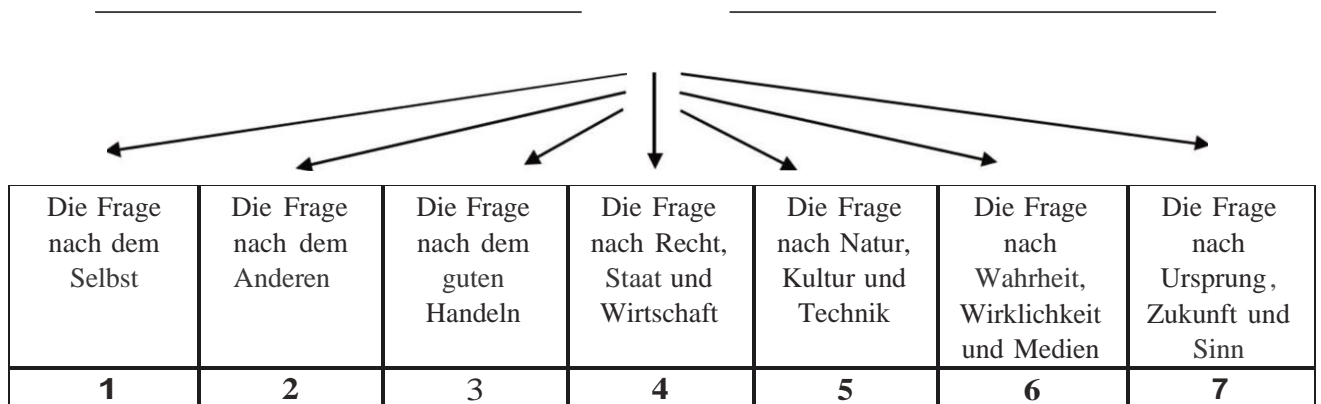 Die Frage
nach dem
Selbst
Die Frage
nach dem
Anderen
Die Frage
nach dem
guten
Handeln
Die Frage
nach Recht,
Staat und
Wirtschaft
Die Frage
nach Natur,
Kultur und
Technik
Die Frage
nach
Wahrheit,
Wirklichkeit
und Medien
Die Frage
nach
Ursprung,
Zukunft und
Sinn
1
2
3
4
5
6
7